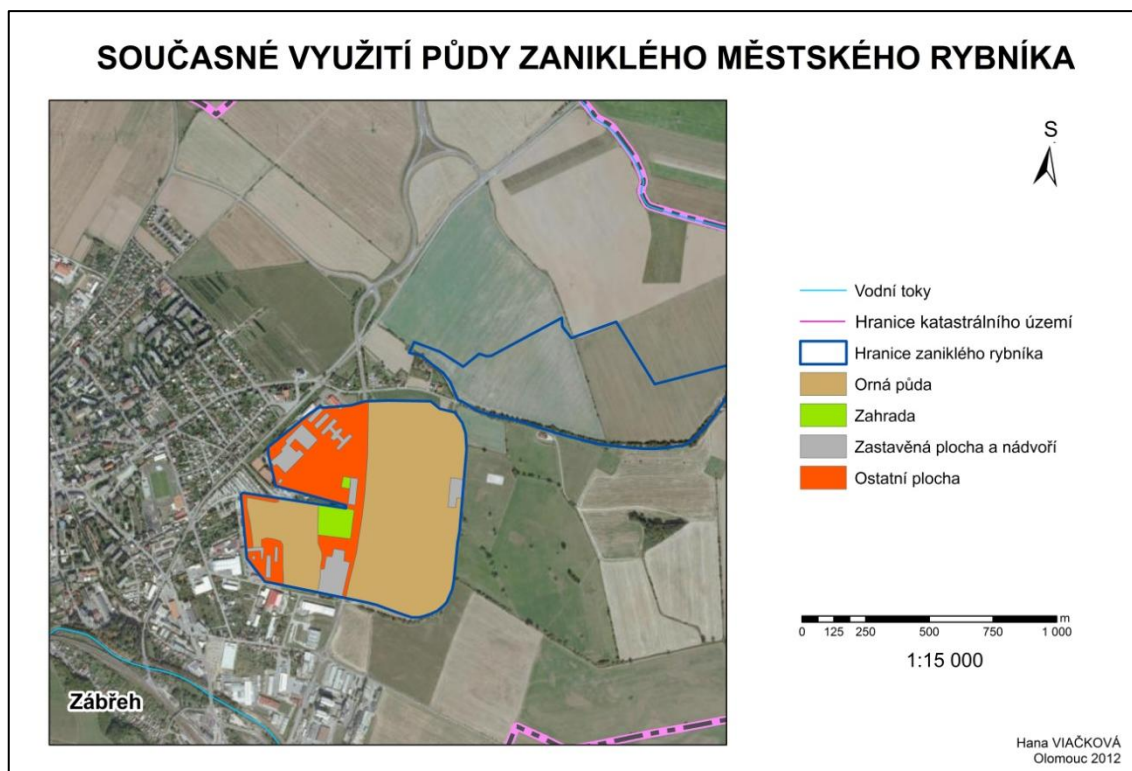 SOUČASNÉ VYUŽITÍ PŮDY ZANIKLÉHO MĚSTSKÉHO RYBNÍKA
S
Vodní toky
Hranice katastrálního území
Hranice zaniklého rybníka
Orná půda
Zahrada
Zastavěná plocha a nádvoří
Ostatní plocha
m
0 125 250 500 750 1 000
1:15 000
Zábřeh
Hana VIAČKOVÁ
Olomouc 2012